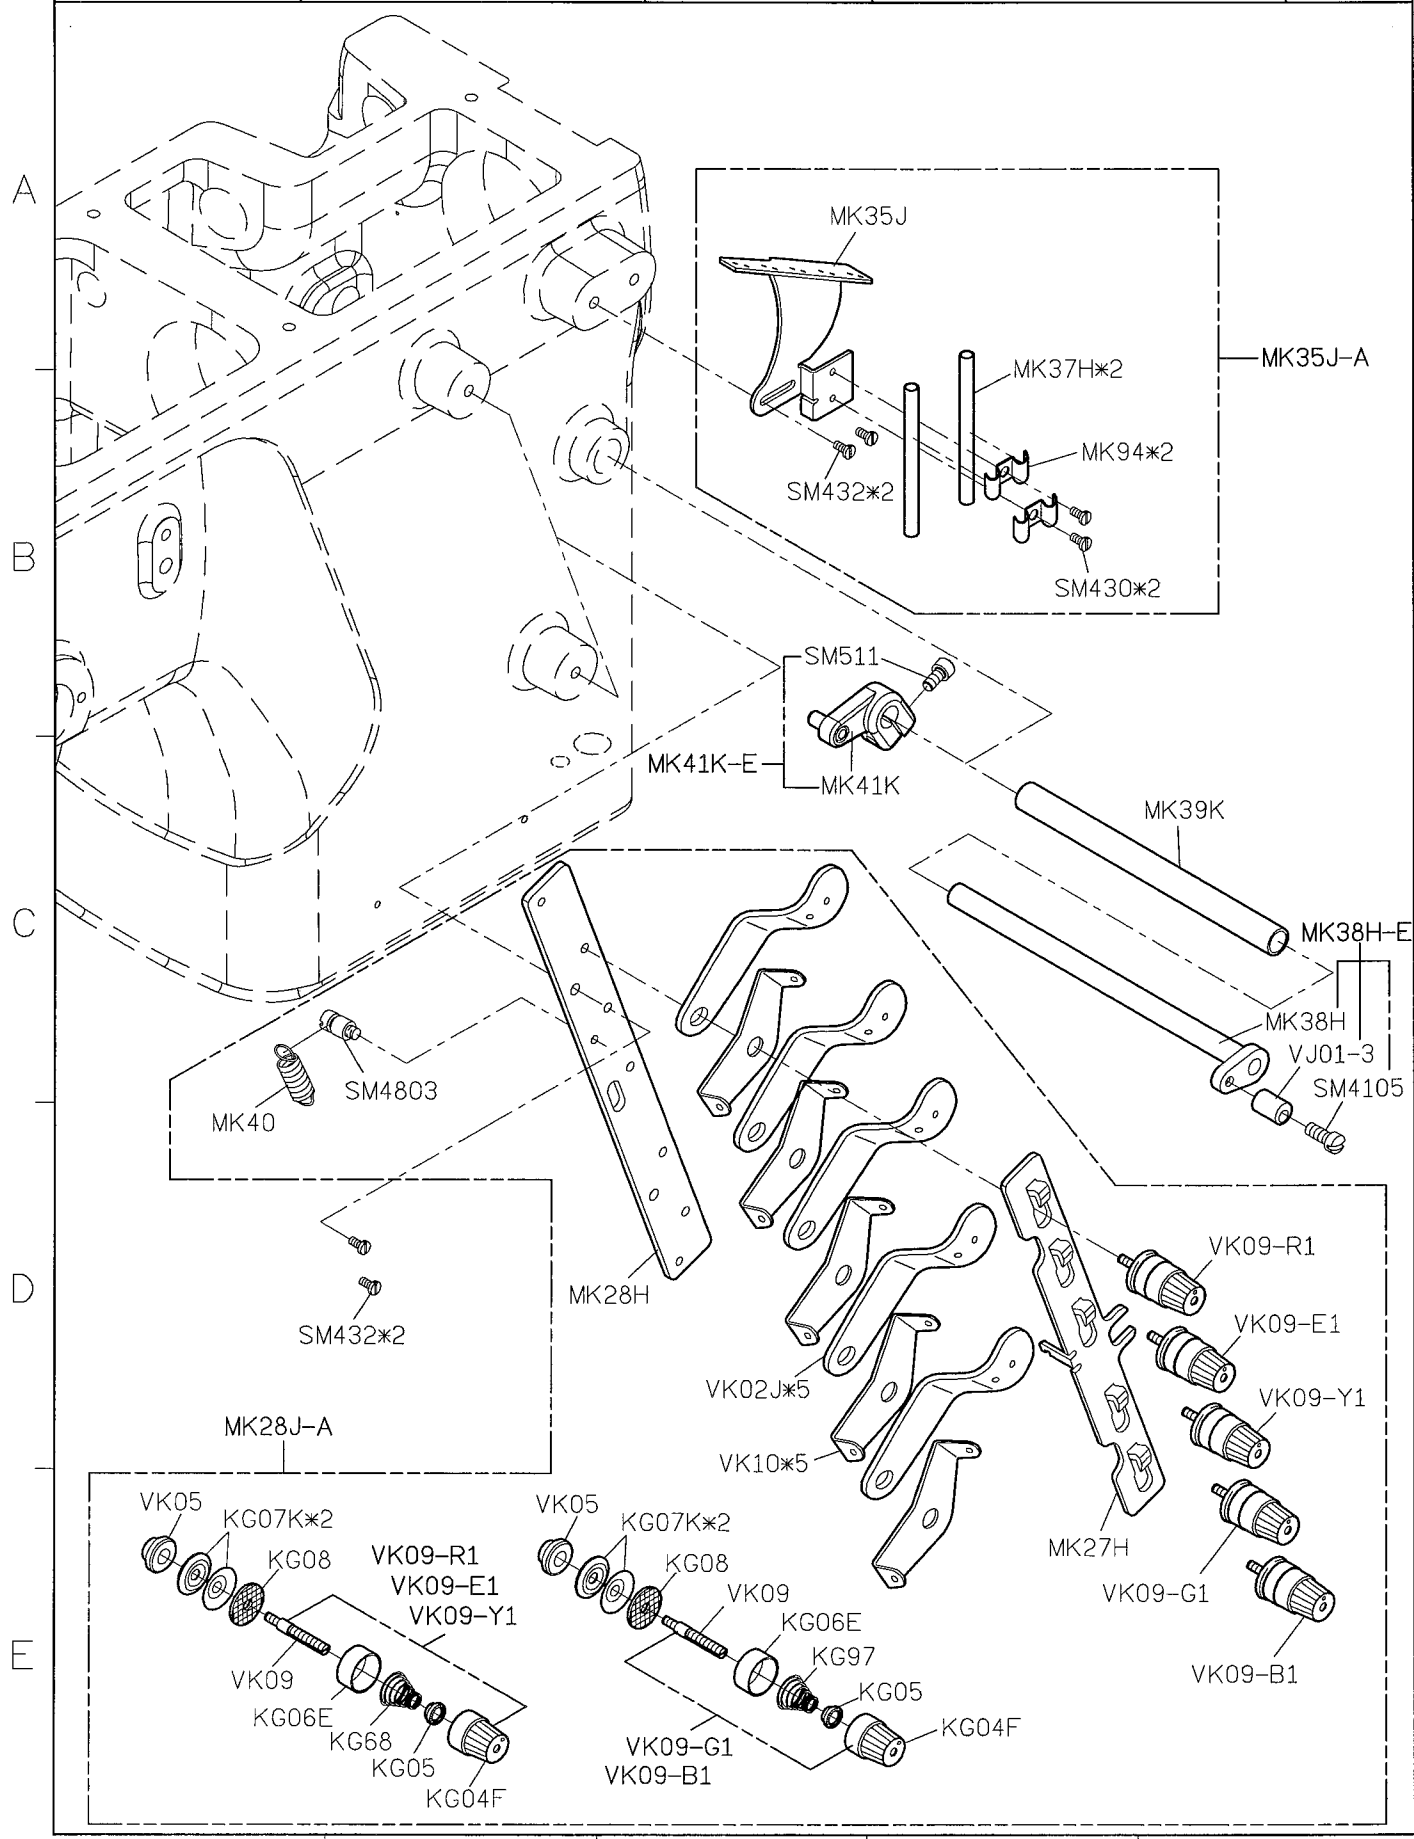 A
MK35J
MK35J-A
MK37H*2
MK94*2
SM432*2
B
SM430*2
SM511
MK41K-E
MK41K
MK39K
C
MK38H-E
MK38H
VJ01-3
SM4105
SM4803
MK40
D
VK09-R1
MK28H
SM432*2
VK09-E1
VK02J*5
VK09-Y1
MK28J-A
VK10*5
VK05
KG07K*2
KG08
VK09-R1
VK09-E1
VK09-Y1
VK05
KG07K*2
KG08
VK09
MK27H
VK09-G1
E
VK09
KG06E
KG68
KG05
KG04F
KG06E
KG97
KG05
KG04F
VK09-G1
VK09-B1
VK09-B1